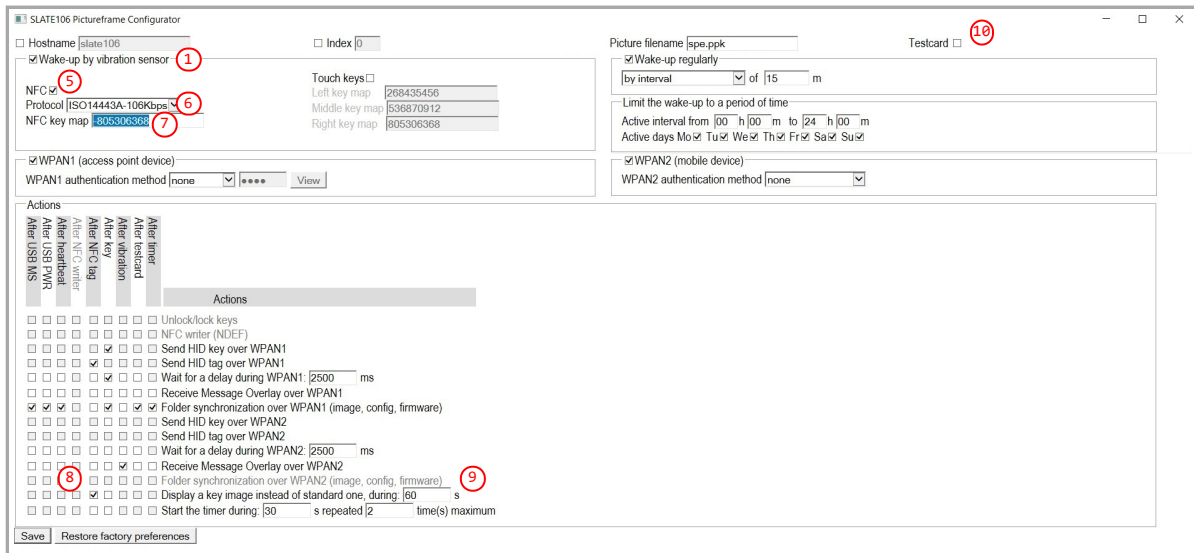 SLATE106 Pictureframe Configurator
Hostname slate106 Index 0 Picture filename spe.ppk Testcard 10
Wake-up by vibration sensor 1 Wake-up regularly
5 Touch keys by interval of 15 m
NFC Left key map 268435456
Protocol ISO14443A-106Kbps 6 Middle key map 536870912 Limit the wake-up to a period of time
NFC key map -805306368 7 Right key map 805306368 Active interval from 00 h 00 m to 24 h 00 m
Active days Mo Tu We Th Fr Sa Su
WPAN1 (access point device) WPAN2 (mobile device)
WPAN1 authentication method none •••• View WPAN2 authentication method none
Actions
After USB MS
After USB PWR
After heartbeat
After NFC writer
After NFC tag
After key
After vibration
After testcard
After timer
Actions
Unlock/lock keys
NFC writer (NDEF)
Send HID key over WPAN1
Send HID tag over WPAN1
Wait for a delay during WPAN1: 2500 ms
Receive Message Overlay over WPAN1
Folder synchronization over WPAN1 (image, config, firmware)
Send HID key over WPAN2
Send HID tag over WPAN2
Wait for a delay during WPAN2: 2500 ms
Receive Message Overlay over WPAN2
8 Folder synchronization over WPAN2 (image, config, firmware) 9
Display a key image instead of standard one, during: 60 s
Start the timer during: 30 s repeated 2 time(s) maximum
Save Restore factory preferences